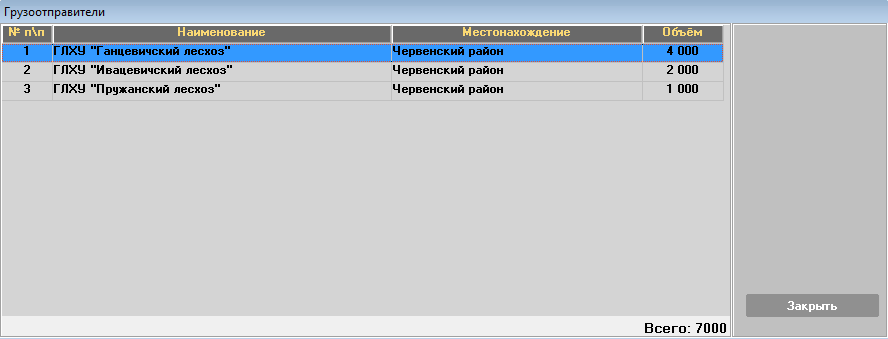 Грузоотправители
№ п\п Наименование Местонахождение Объём
1 ГЛХУ "Ганцевичский лесхоз" Червенский район 4 000
2 ГЛХУ "Ивацевичский лесхоз" Червенский район 2 000
3 ГЛХУ "Пружанский лесхоз" Червенский район 1 000
Закрыть
Всего: 7000